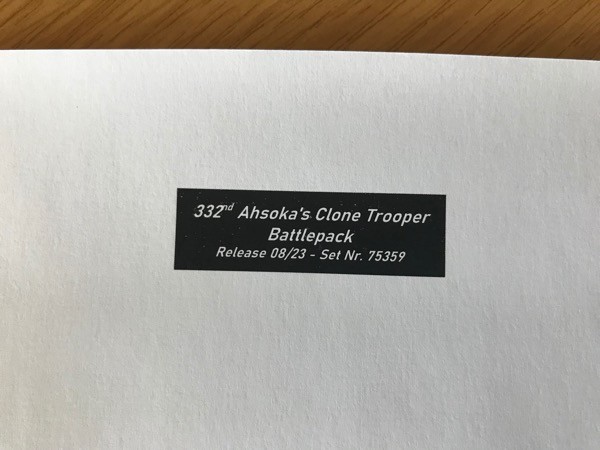 332nd Ahsoka's Clone Trooper
Battlepack
Release 08/23 - Set Nr. 75359